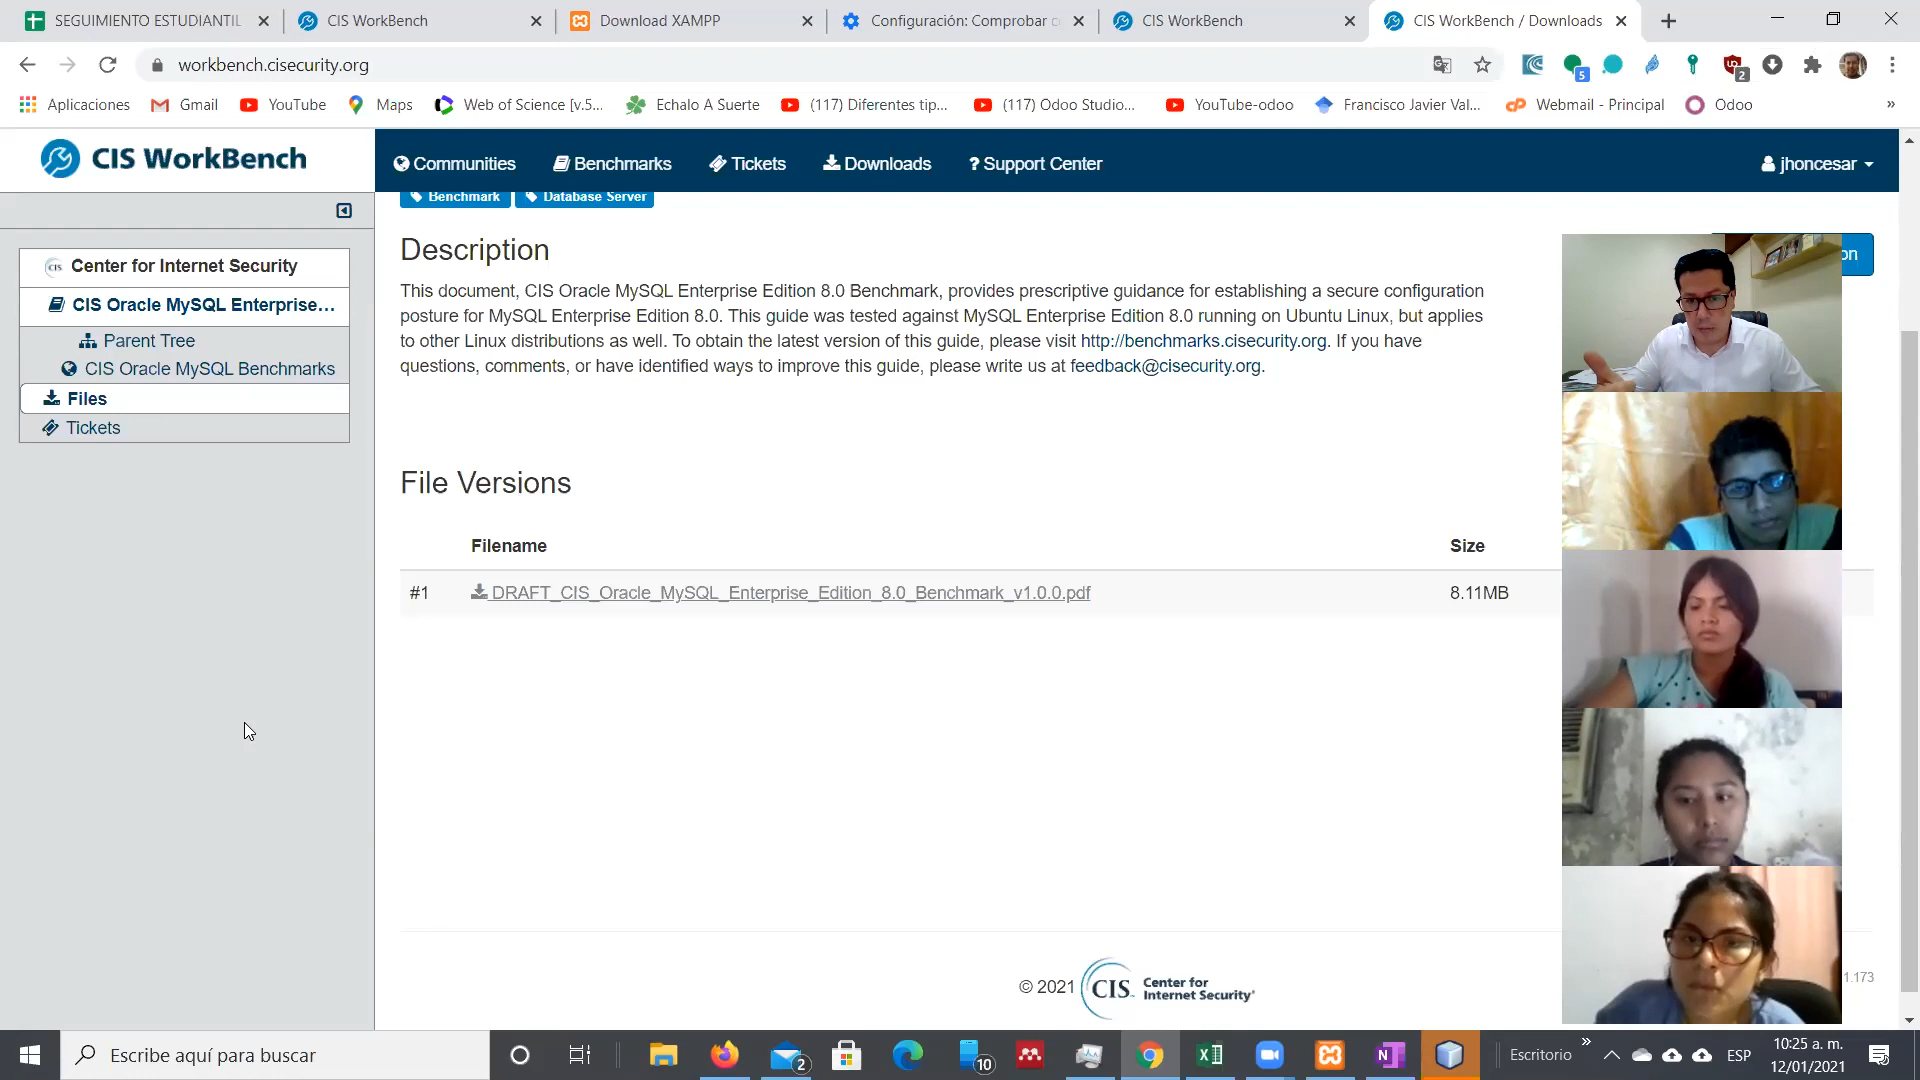 SEGUIMIENTO ESTUDIANTIL
CIS WorkBench
Download XAMPP
Configuración: Comprobar c
CIS WorkBench
CIS WorkBench / Downloads
workbench.cisecurity.org
5
2
Aplicaciones
Gmail
YouTube
Maps
Web of Science [v.5...
Echalo A Suerte
(117) Diferentes tip...
(117) Odoo Studio...
YouTube-odoo
Francisco Javier Val...
Webmail - Principal
Odoo
»
CIS WorkBench
Communities
Benchmarks
Tickets
Downloads
? Support Center
jhoncesar
Benchmark
Database Server
CIS Center for Internet Security
CIS Oracle MySQL Enterprise...
Parent Tree
CIS Oracle MySQL Benchmarks
Files
Tickets
Description
on
This document, CIS Oracle MySQL Enterprise Edition 8.0 Benchmark, provides prescriptive guidance for establishing a secure configuration
posture for MySQL Enterprise Edition 8.0. This guide was tested against MySQL Enterprise Edition 8.0 running on Ubuntu Linux, but applies
to other Linux distributions as well. To obtain the latest version of this guide, please visit http://benchmarks.cisecurity.org. If you have
questions, comments, or have identified ways to improve this guide, please write us at feedback@cisecurity.org.
File Versions
Filename
Size
#1
DRAFT_CIS_Oracle_MySQL_Enterprise_Edition_8.0_Benchmark_v1.0.0.pdf
8.11MB
© 2021
CIS.
Center for
Internet Security®
1.173
Escribe aquí para buscar
2
10
Escritorio
»
ESP
10:25 a. m.
12/01/2021